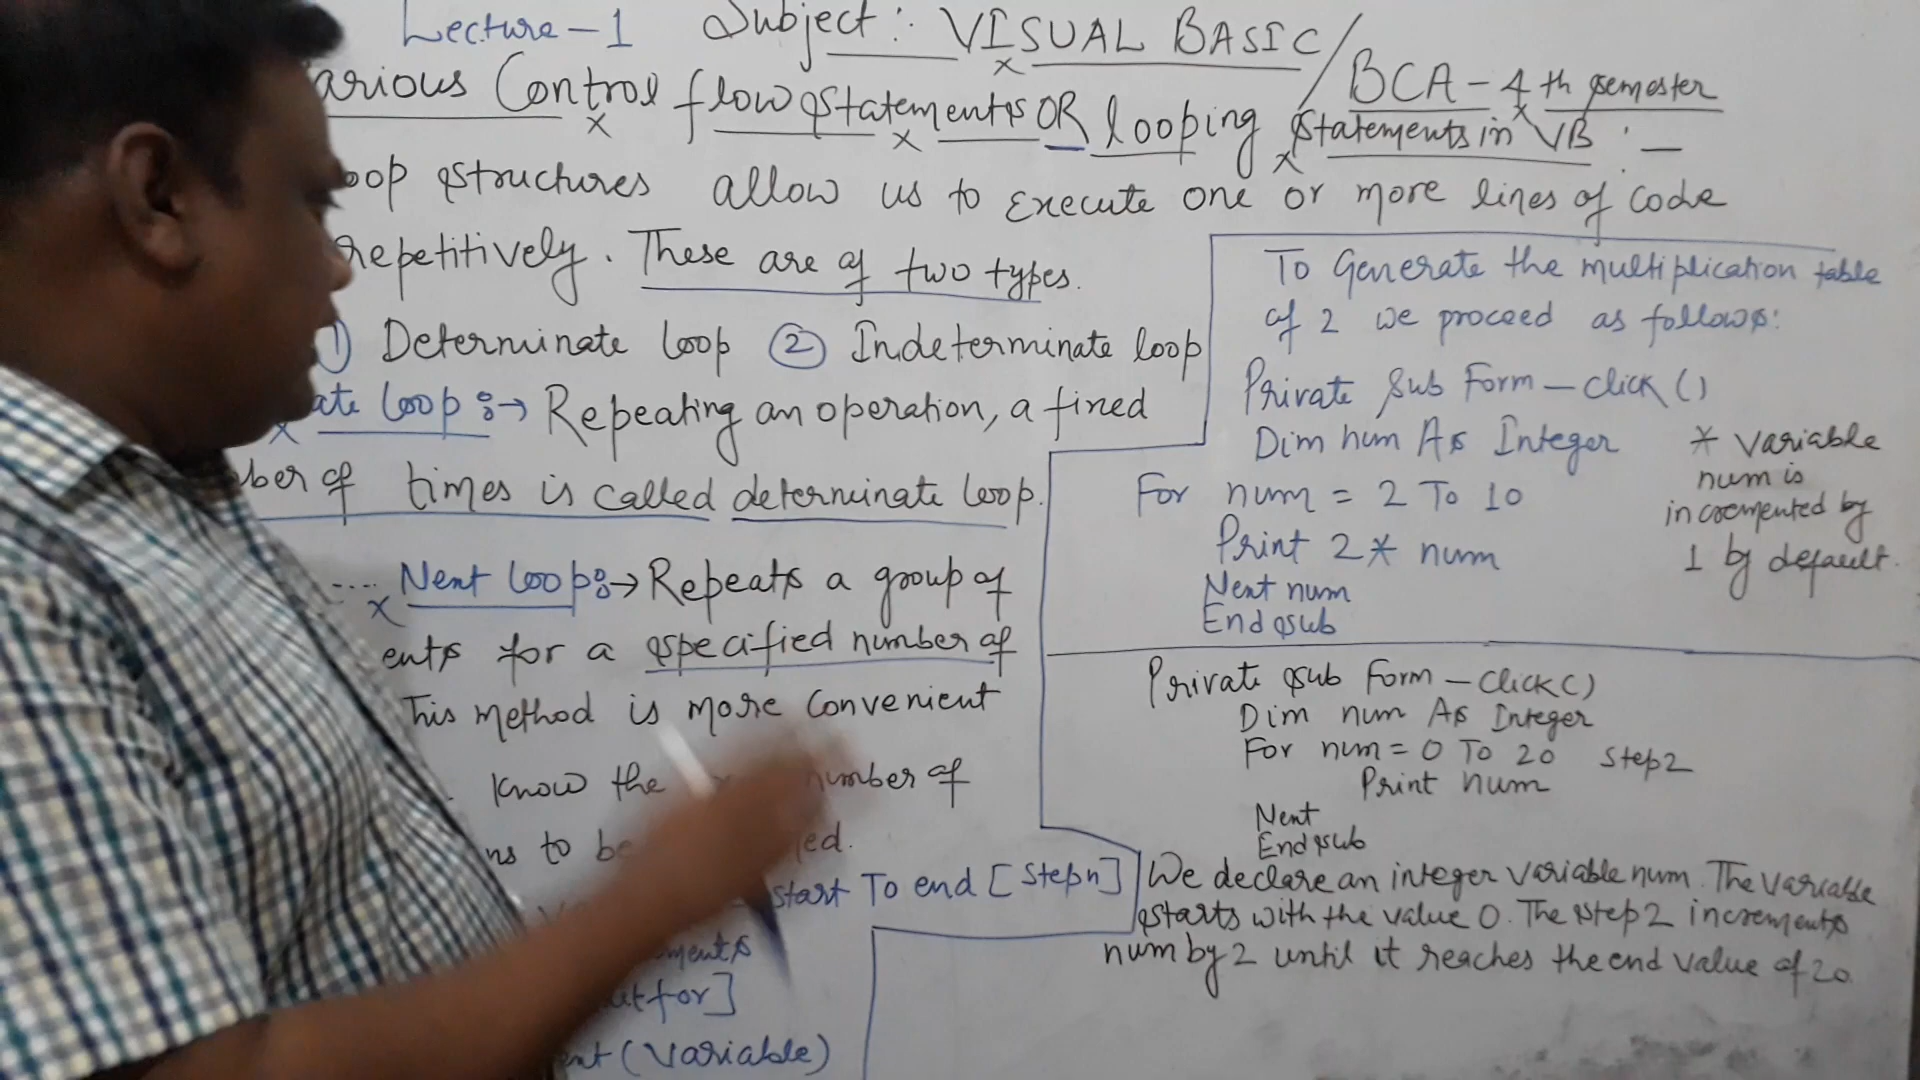 Lecture-1 Subject: VISUAL BASIC/
BCA-4th semester
arious Control flow statements OR looping statements in VB :-
oop structures allow us to execute one or more lines of code
repetitively. These are of two types.
1) Determinate loop (2) Indeterminate loop
ate loop :→ Repeating an operation, a fixed
ber of times is called determinate loop.
.... Next loop:→ Repeats a group of
ents for a specified number of
This method is more convenient
know the number of
ns to be ed.
start To end [Step n]
ments
for]
(Variable)
To Generate the multiplication table
of 2 we proceed as follows:
Private Sub Form-Click()
Dim num As Integer
For num = 2 To 10
Print 2* num
Next num
End sub
* variable
num is
incremented by
1 by default.
Private sub Form-Click()
Dim num As Integer
For num = 0 To 20 Step2
Print num
Next
End sub
We declare an integer variable num. The variable
starts with the value 0. The step 2 increments
num by 2 until it reaches the end value of 20